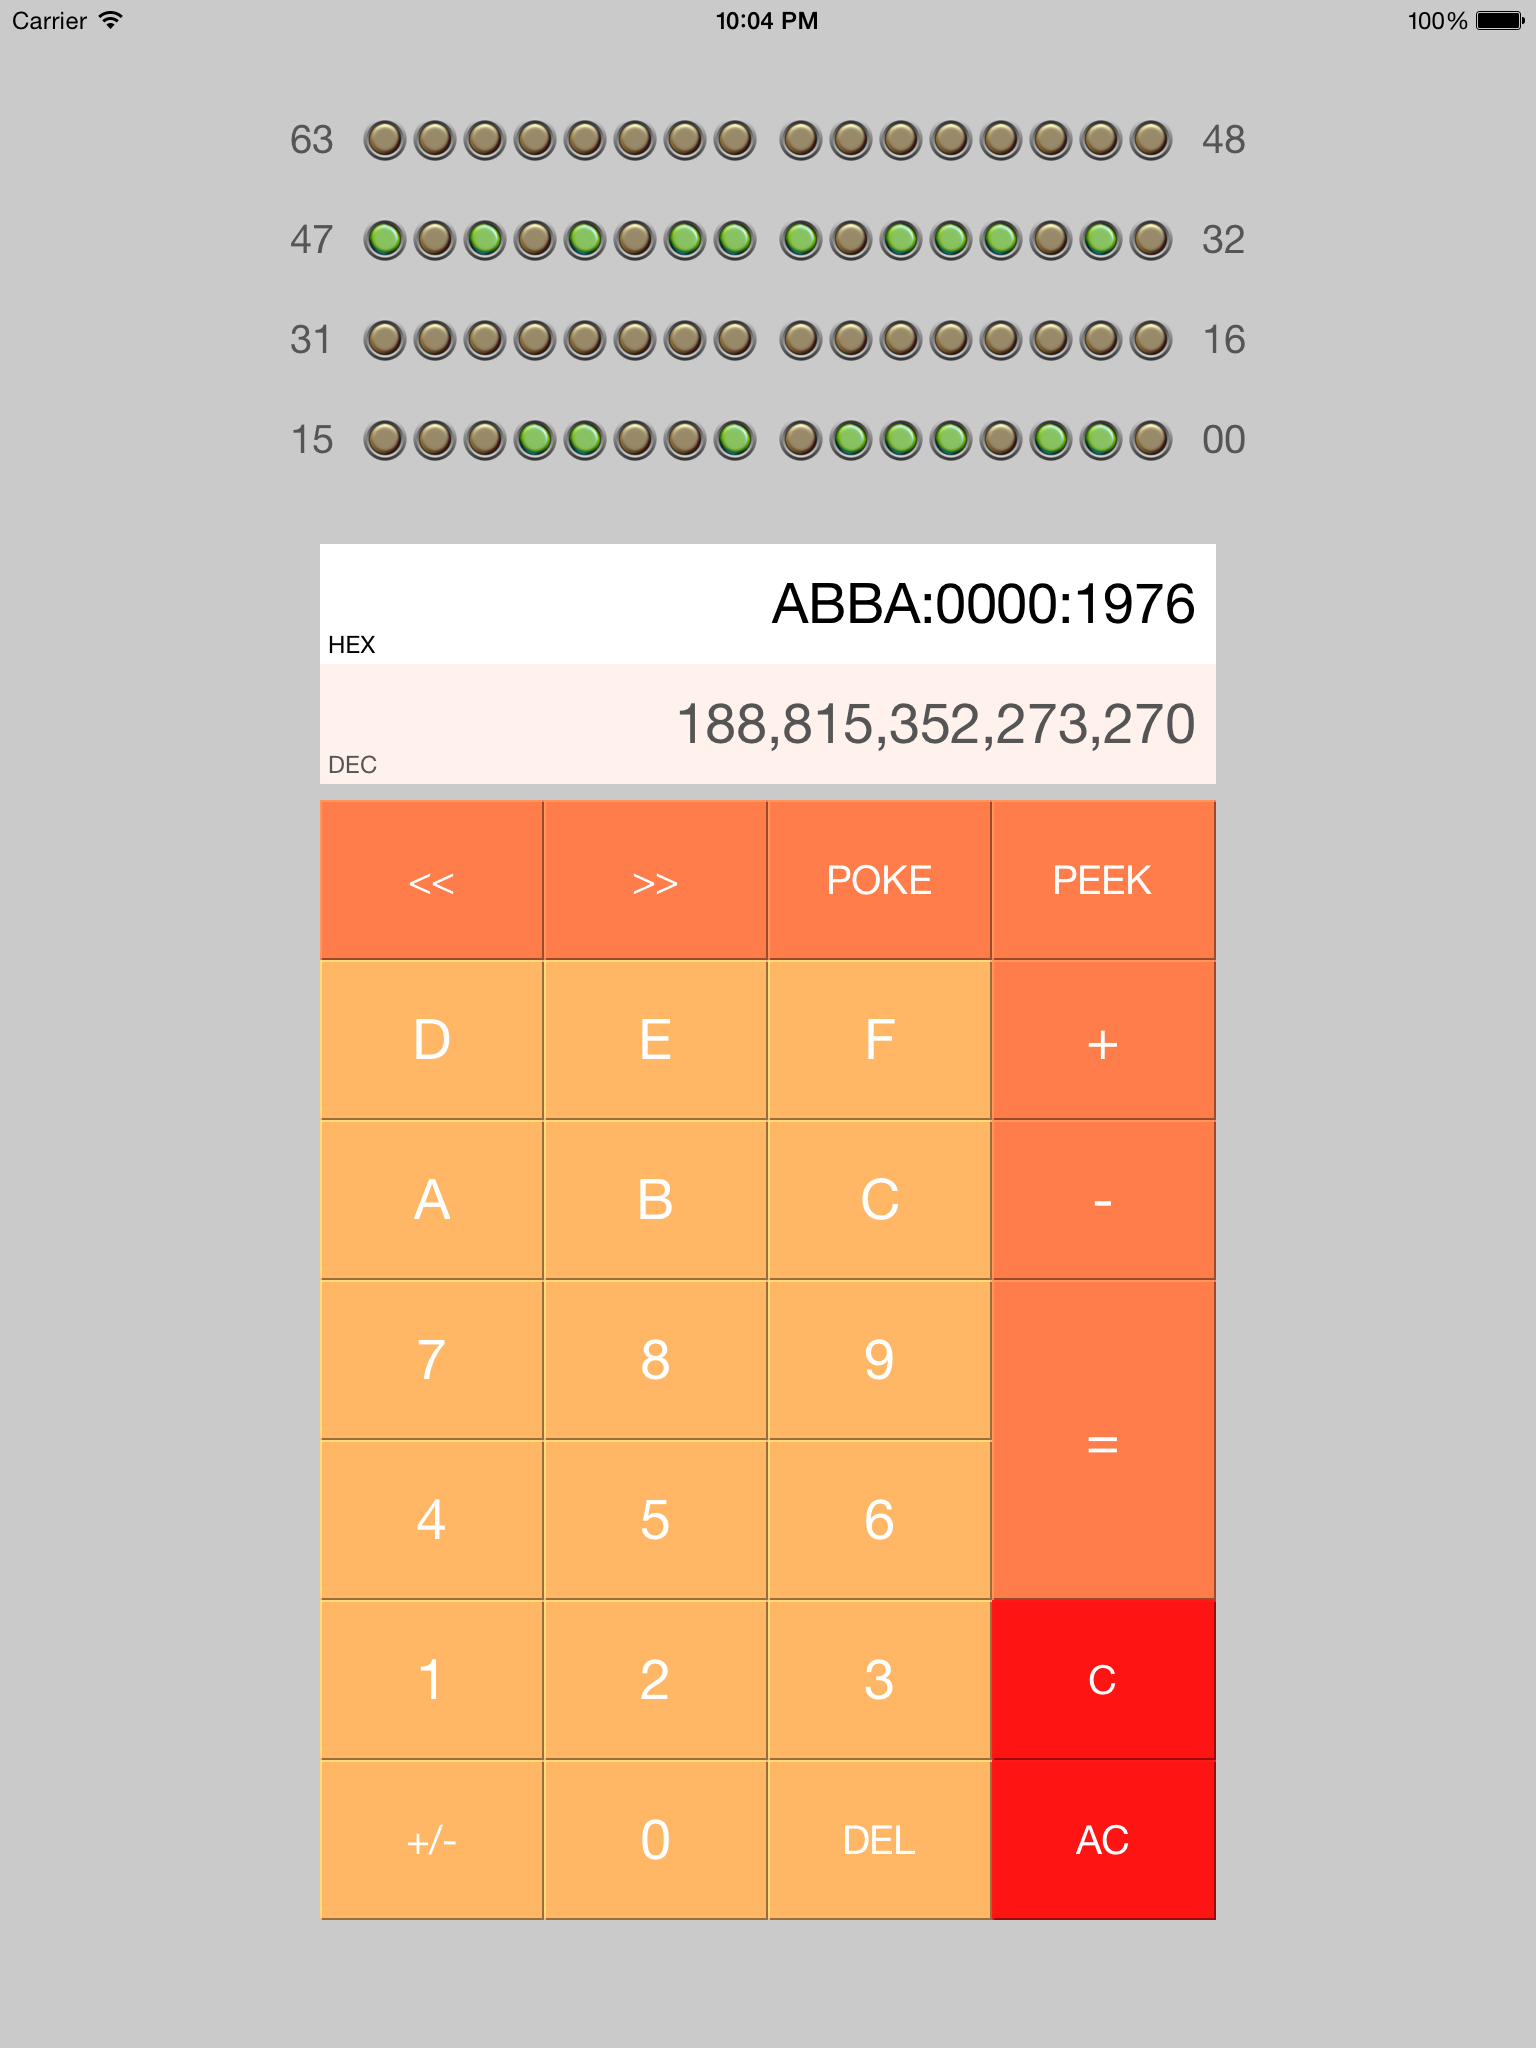 Carrier 10:04 PM 100%
63 48
47 32
31 16
15 00
ABBA:0000:1976
HEX
188,815,352,273,270
DEC
<< >> POKE PEEK
D E F +
A B C -
7 8 9
=
4 5 6
1 2 3 C
+/- 0 DEL AC